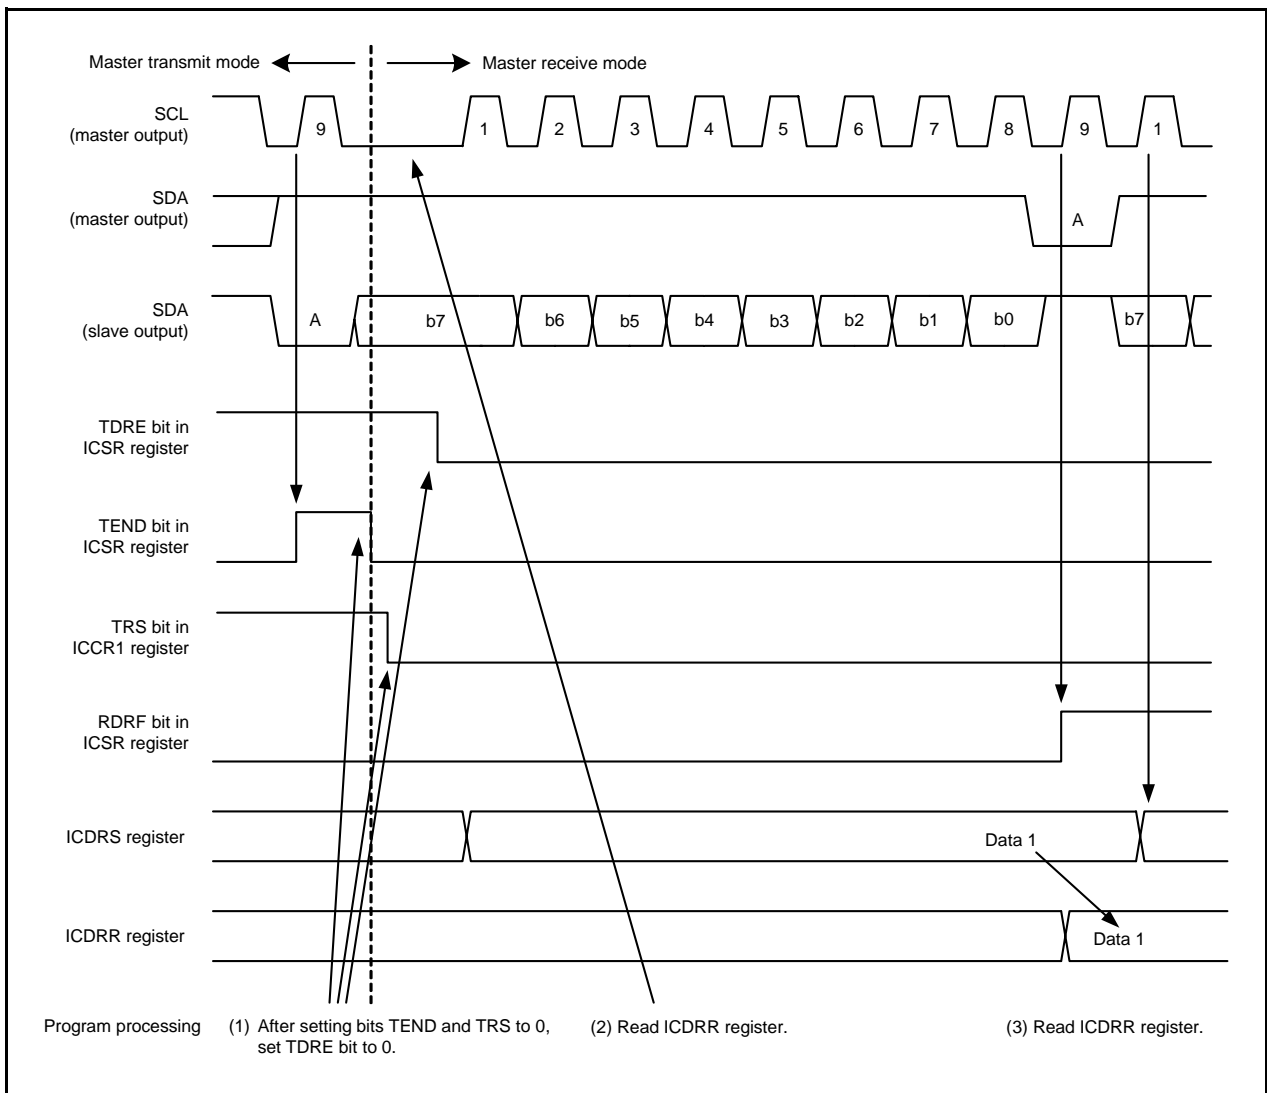 Master transmit mode
Master receive mode
SCL
(master output)
9
1
2
3
4
5
6
7
8
9
1
SDA
(master output)
A
SDA
(slave output)
A
b7
b6
b5
b4
b3
b2
b1
b0
b7
TDRE bit in
ICSR register
TEND bit in
ICSR register
TRS bit in
ICCR1 register
RDRF bit in
ICSR register
ICDRS register
Data 1
ICDRR register
Data 1
Program processing
(1) After setting bits TEND and TRS to 0,
set TDRE bit to 0.
(2) Read ICDRR register.
(3) Read ICDRR register.